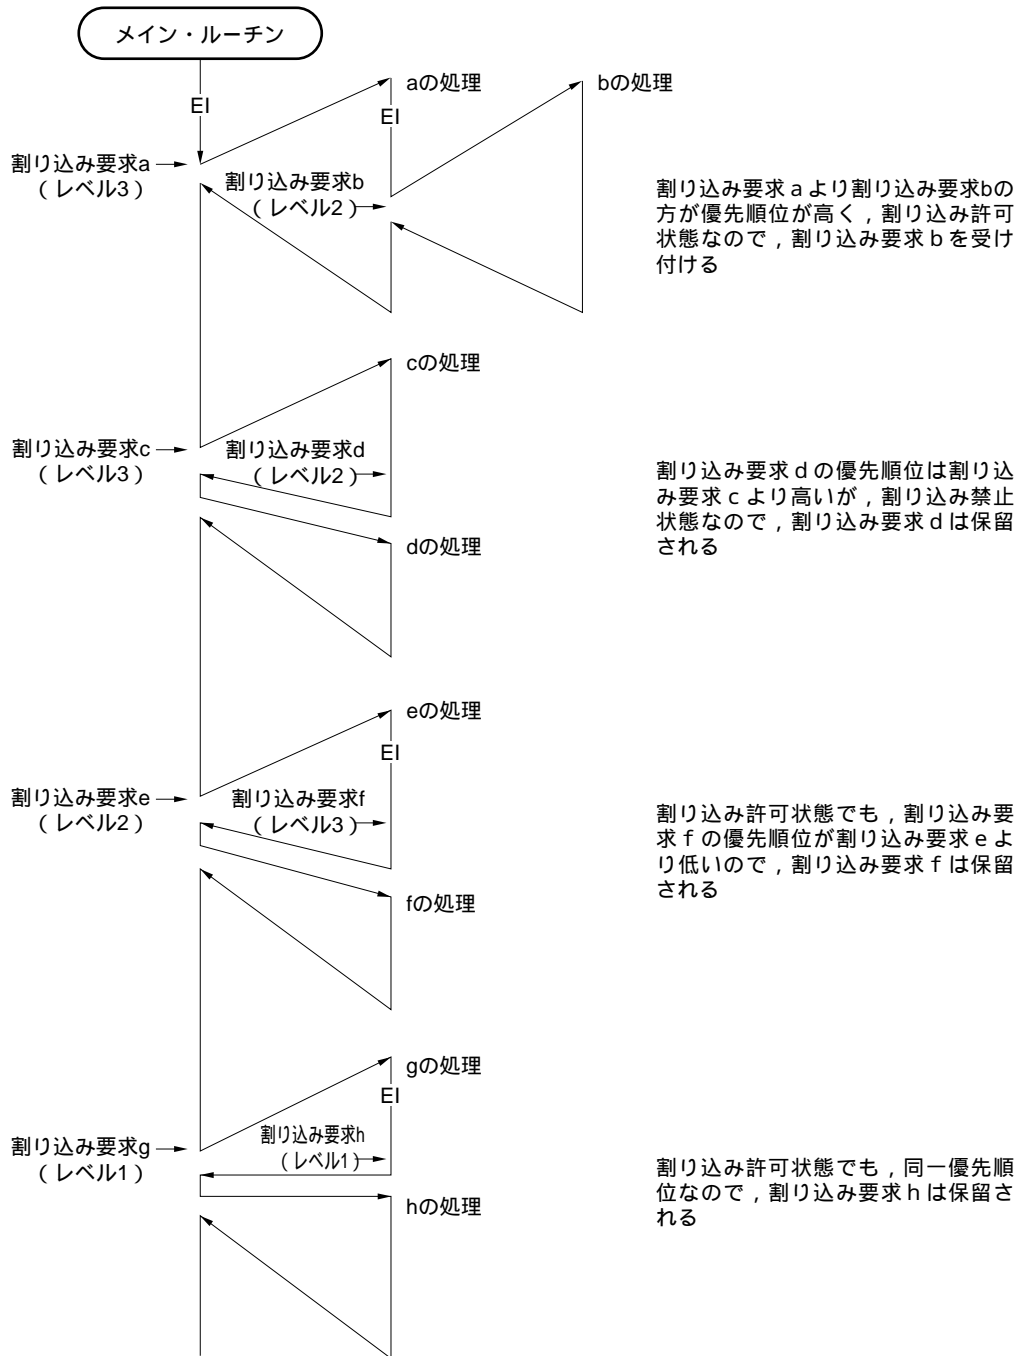 メイン・ルーチン
EI
aの処理
EI
bの処理
割り込み要求a
（レベル3）
割り込み要求b
（レベル2）
割り込み要求ａより割り込み要求bの
方が優先順位が高く，割り込み許可
状態なので，割り込み要求ｂを受け
付ける
cの処理
割り込み要求c
（レベル3）
割り込み要求d
（レベル2）
割り込み要求ｄの優先順位は割り込
み要求ｃより高いが，割り込み禁止
状態なので，割り込み要求ｄは保留
される
dの処理
eの処理
EI
割り込み要求e
（レベル2）
割り込み要求f
（レベル3）
割り込み許可状態でも，割り込み要
求ｆの優先順位が割り込み要求ｅよ
り低いので，割り込み要求ｆは保留
される
fの処理
gの処理
EI
割り込み要求g
（レベル1）
割り込み要求h
（レベル1）
割り込み許可状態でも，同一優先順
位なので，割り込み要求ｈは保留さ
れる
hの処理